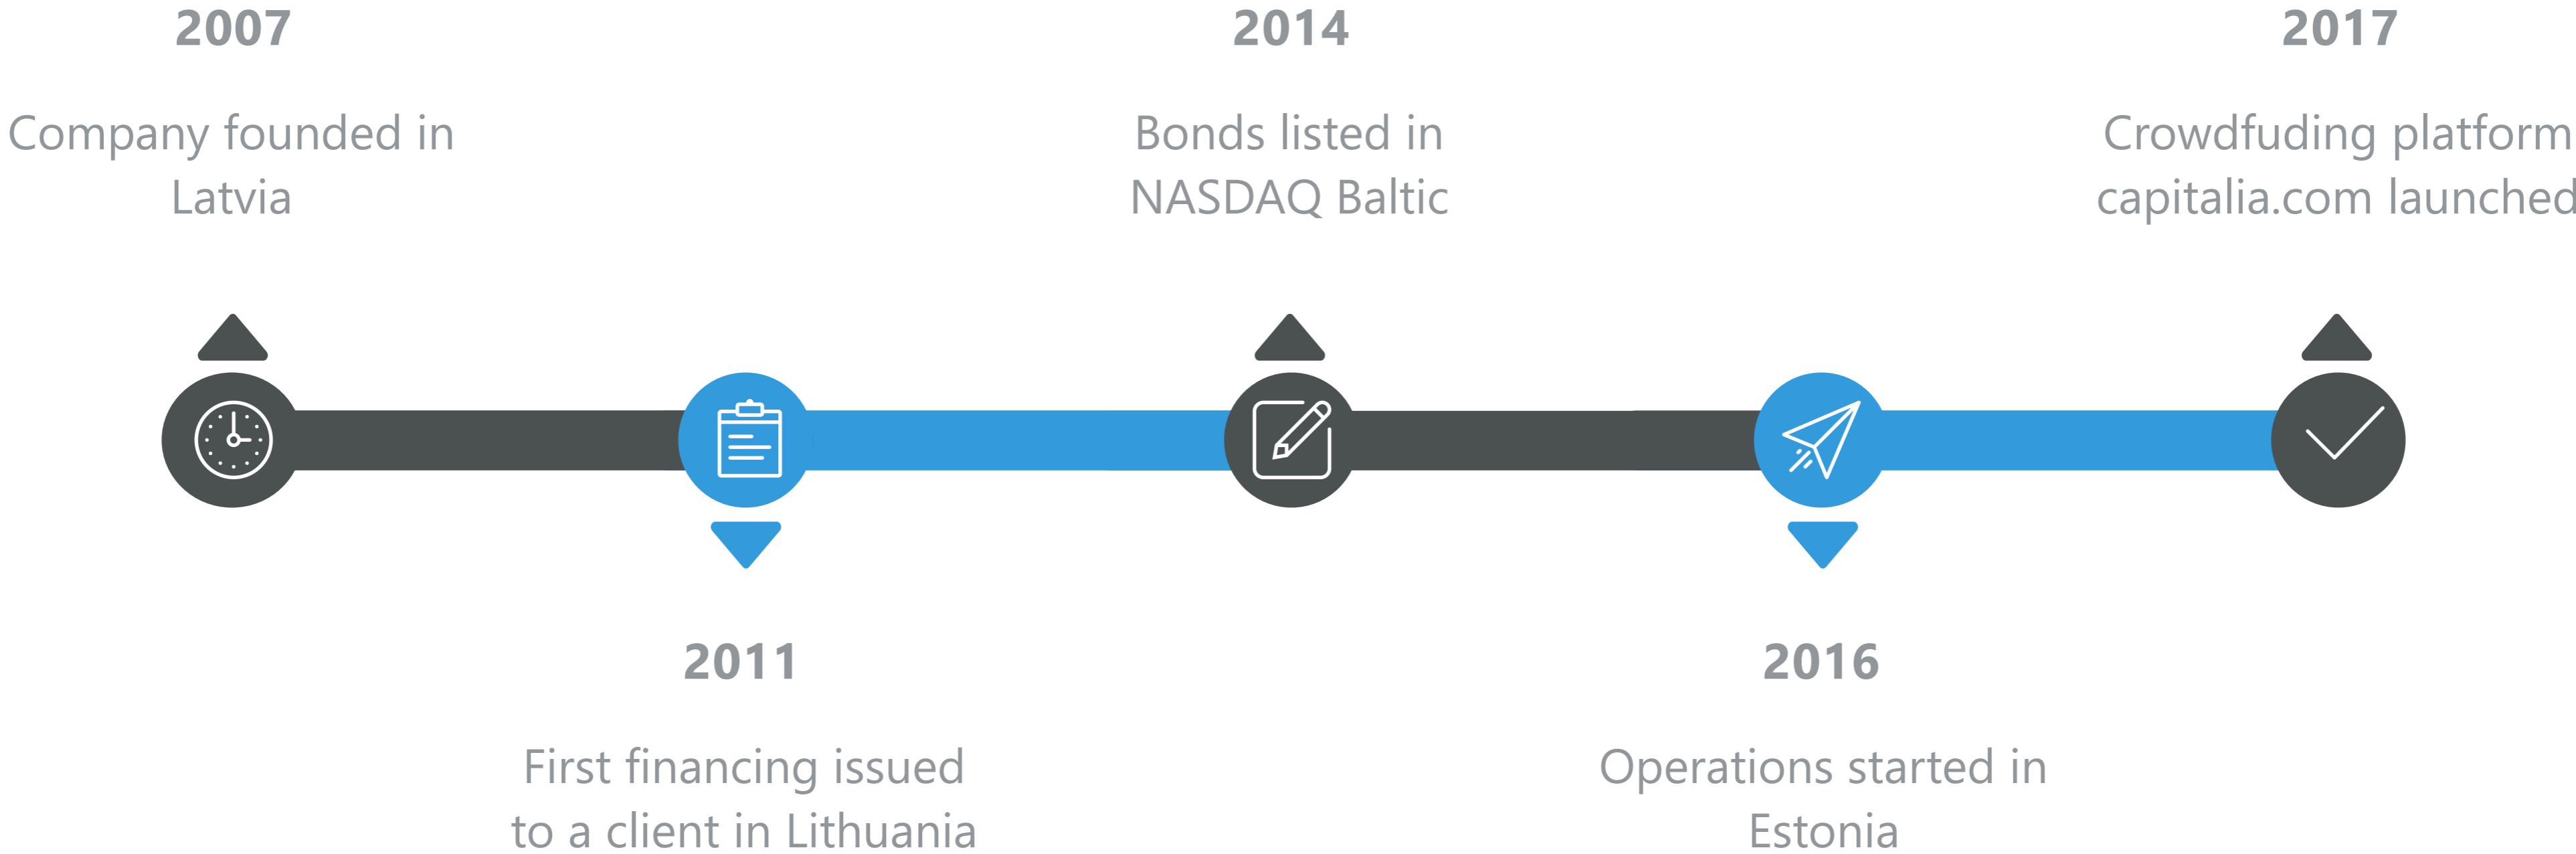 2007
Company founded in
Latvia
2011
First financing issued
to a client in Lithuania
2014
Bonds listed in
NASDAQ Baltic
2016
Operations started in
Estonia
2017
Crowdfuding platform
capitalia.com launched